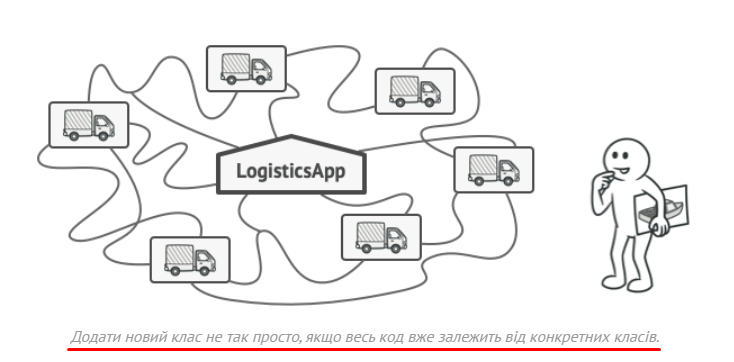 LogisticsApp
Додати новий клас не так просто, якщо весь код вже залежить від конкретних класів.